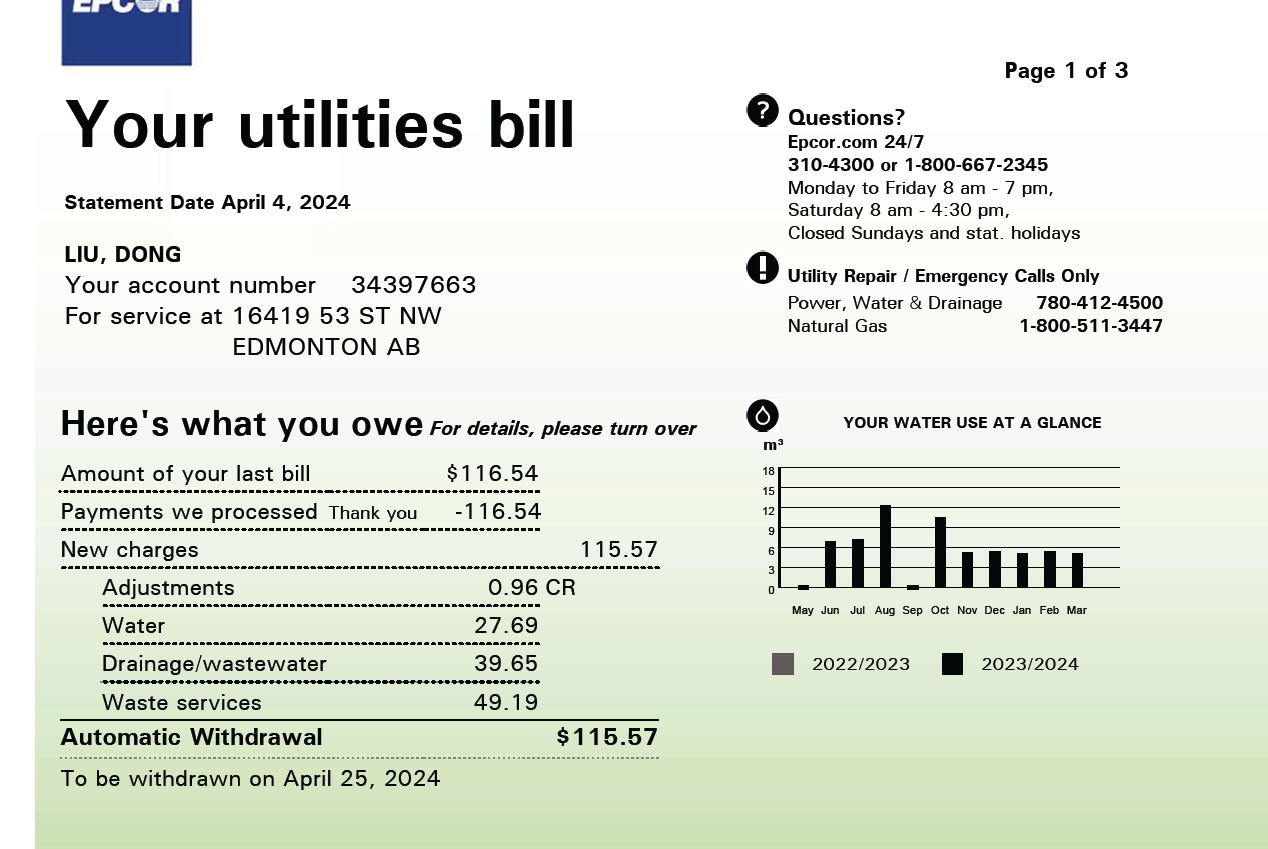 EPCOR
Page 1 of 3
Your utilities bill
Statement Date April 4, 2024
LIU, DONG
Your account number 34397663
For service at 16419 53 ST NW
EDMONTON AB
? Questions?
Epcor.com 24/7
310-4300 or 1-800-667-2345
Monday to Friday 8 am - 7 pm,
Saturday 8 am - 4:30 pm,
Closed Sundays and stat. holidays
! Utility Repair / Emergency Calls Only
Power, Water & Drainage 780-412-4500
Natural Gas 1-800-511-3447
Here's what you owe For details, please turn over
Amount of your last bill $116.54
Payments we processed Thank you -116.54
New charges 115.57
Adjustments 0.96 CR
Water 27.69
Drainage/wastewater 39.65
Waste services 49.19
Automatic Withdrawal $115.57
To be withdrawn on April 25, 2024
YOUR WATER USE AT A GLANCE
m³
18
15
12
9
6
3
0
May Jun Jul Aug Sep Oct Nov Dec Jan Feb Mar
2022/2023 2023/2024